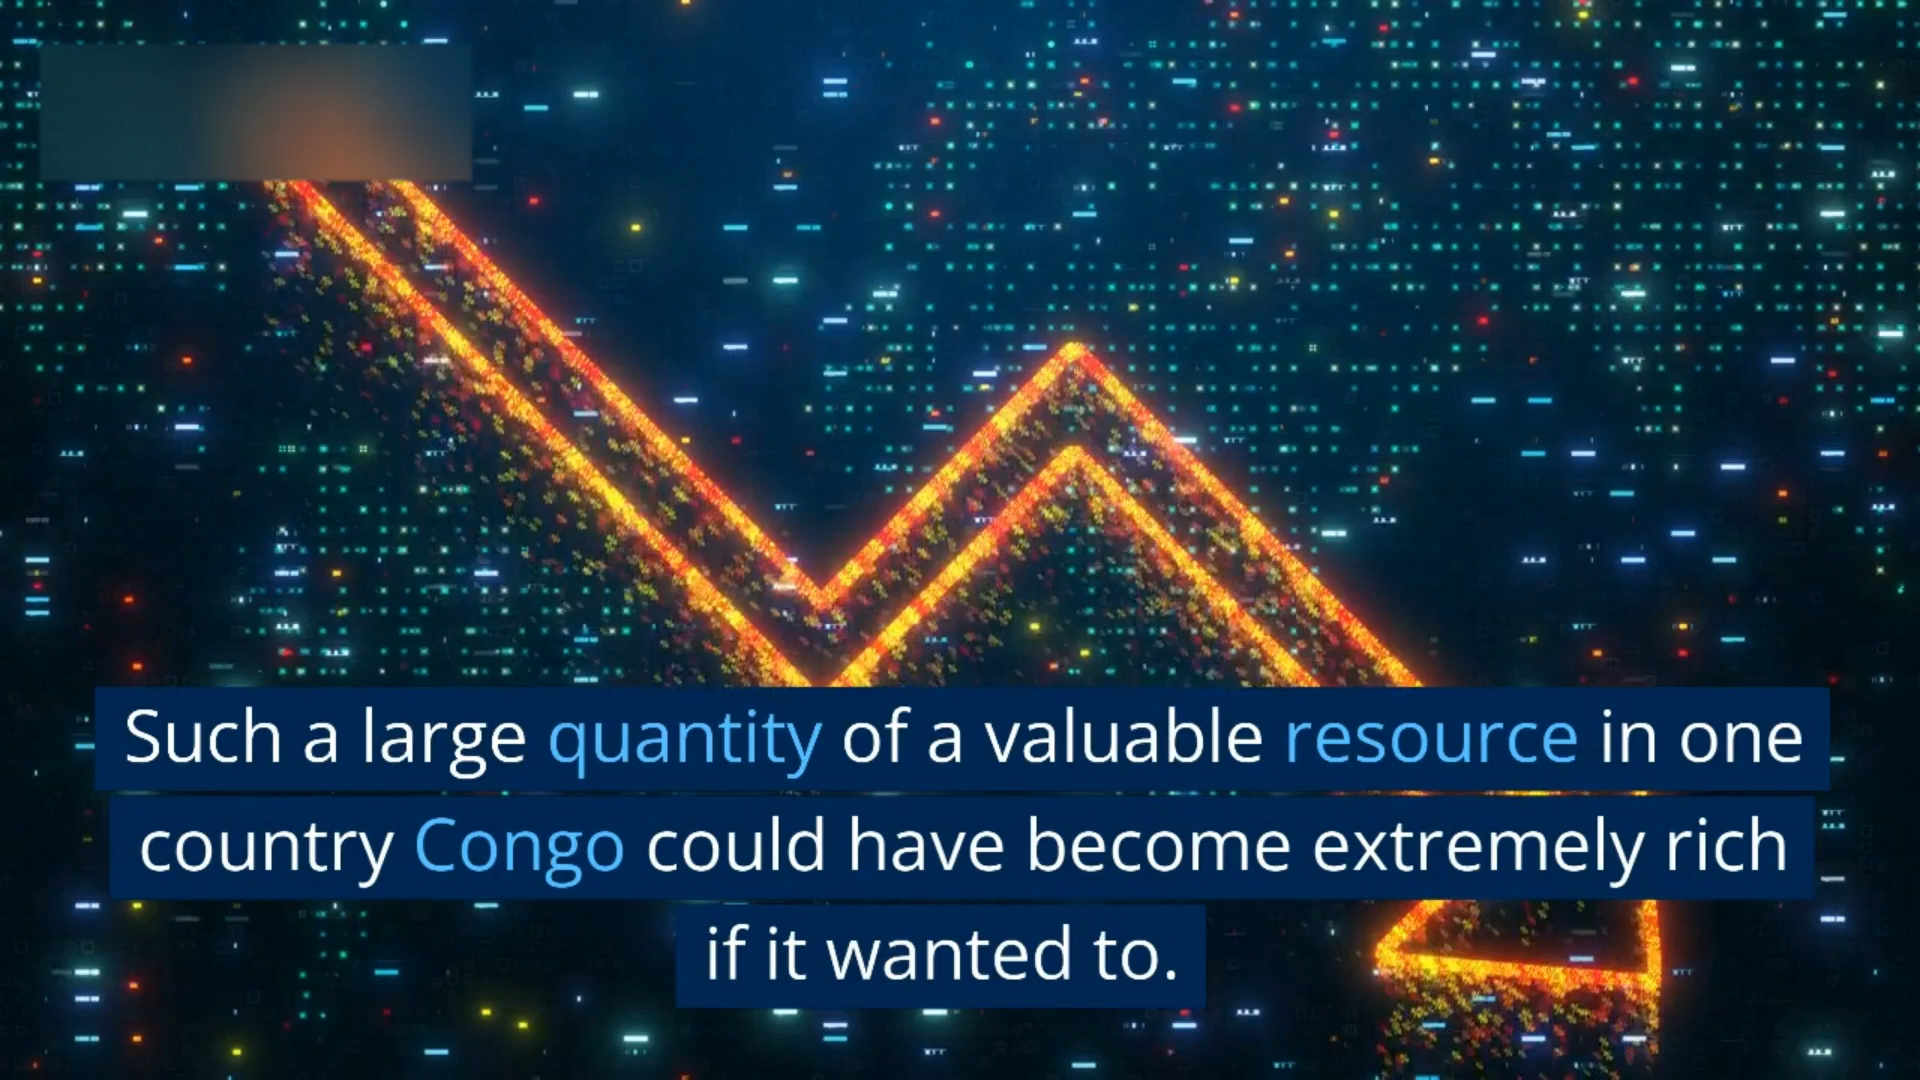 Such a large quantity of a valuable resource in one
country Congo could have become extremely rich
if it wanted to.